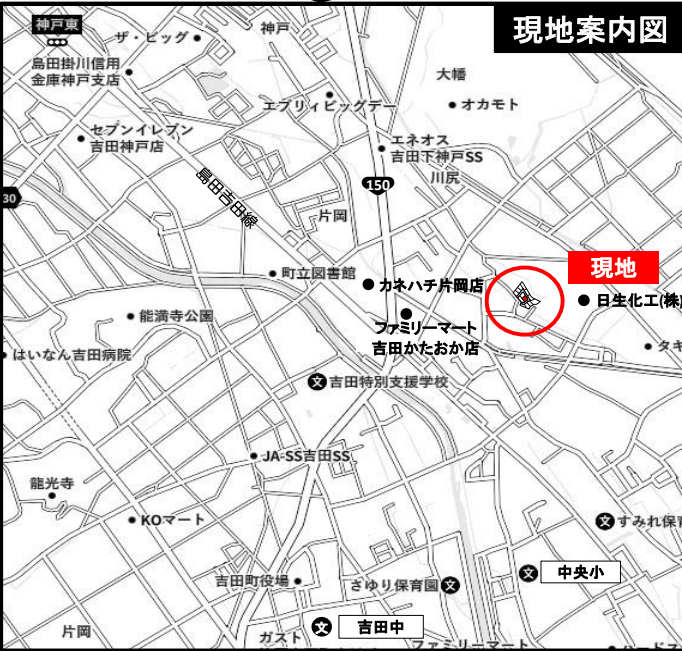 現地案内図
神戸東
ザ・ビッグ
神戸
島田掛川信用
金庫神戸支店
大幡
エブリィビッグデー
オカモト
セブンイレブン
吉田神戸店
エネオス
吉田下神戸SS
川尻
150
島田吉田線
30
片岡
現地
町立図書館
カネハチ片岡店
日生化工(株)
能満寺公園
ファミリーマート
吉田かたおか店
はいなん吉田病院
タキ
文
吉田特別支援学校
JA-SS吉田SS
龍光寺
KOマート
文
すみれ保育
吉田町役場
さゆり保育園
文
文
中央小
片岡
ガスト
文
吉田中
ファミリーマート